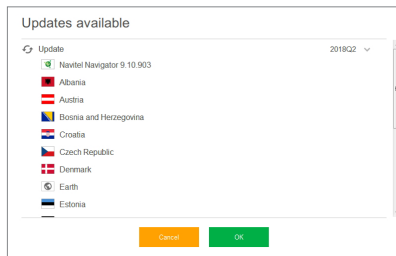 Updates available
Update 2018Q2
Navitel Navigator 9.10.903
Albania
Austria
Bosnia and Herzegovina
Croatia
Czech Republic
Denmark
Earth
Estonia
Cancel OK